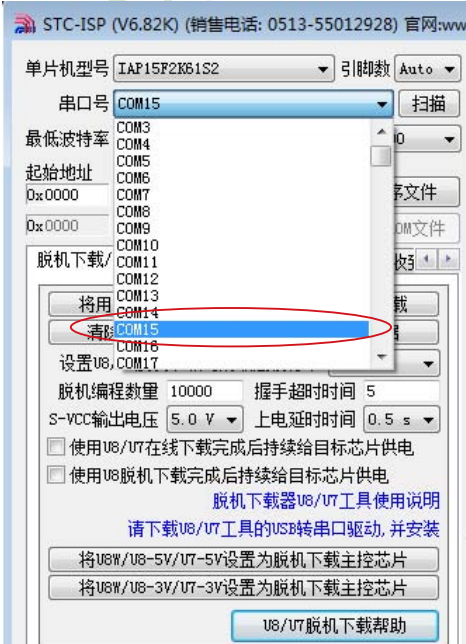 STC-ISP (V6.82K) (销售电话: 0513-55012928) 官网:ww
单片机型号 IAP15F2K61S2 引脚数 Auto
串口号 COM15 扫描
最低波特率
COM3
COM4
起始地址
COM5
COM6
0x0000 COM7 序文件
COM8
0x0000 COM9 OM文件
COM10
脱机下载/ COM11 收到
COM12
将用 COM13 载
COM14
清除 COM15
COM16
设置U8, COM17
脱机编程数量 10000 握手超时时间 5
S-VCC输出电压 5.0 V 上电延时时间 0.5 s
使用U8/U7在线下载完成后持续给目标芯片供电
使用U8脱机下载完成后持续给目标芯片供电
脱机下载器U8/U7工具使用说明
请下载U8/U7工具的USB转串口驱动,并安装
将U8W/U8-5V/U7-5V设置为脱机下载主控芯片
将U8W/U8-3V/U7-3V设置为脱机下载主控芯片
U8/U7脱机下载帮助